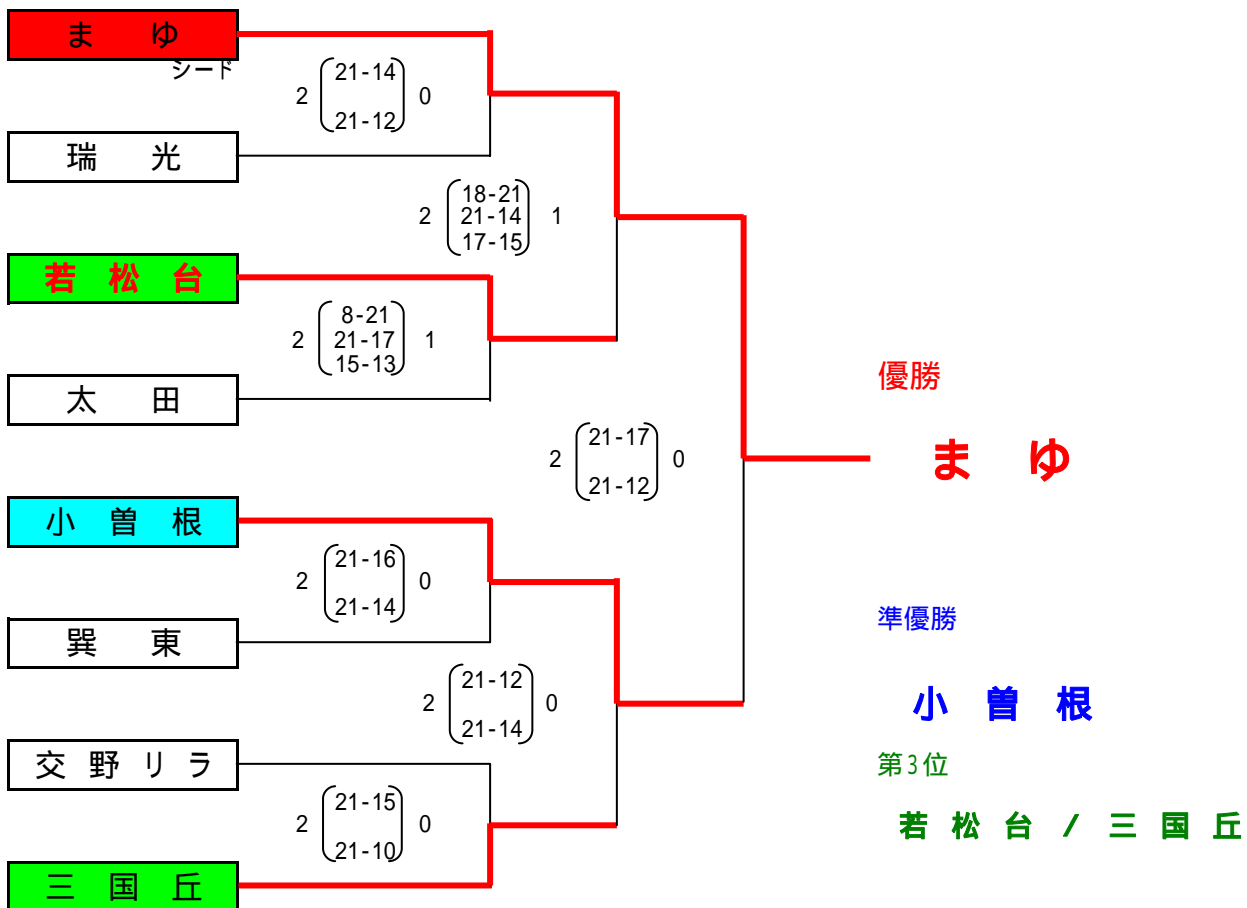 まゆ
シード
2 21-14 0
21-12
瑞光
18-21
2 21-14 1
17-15
若松台
8-21
2 21-17 1
15-13
太田
優勝
まゆ
2 21-17 0
21-12
小曽根
2 21-16 0
21-14
準優勝
巽東
2 21-12 0
21-14
小曽根
交野リラ
第3位
2 21-15 0
21-10
若松台/三国丘
三国丘